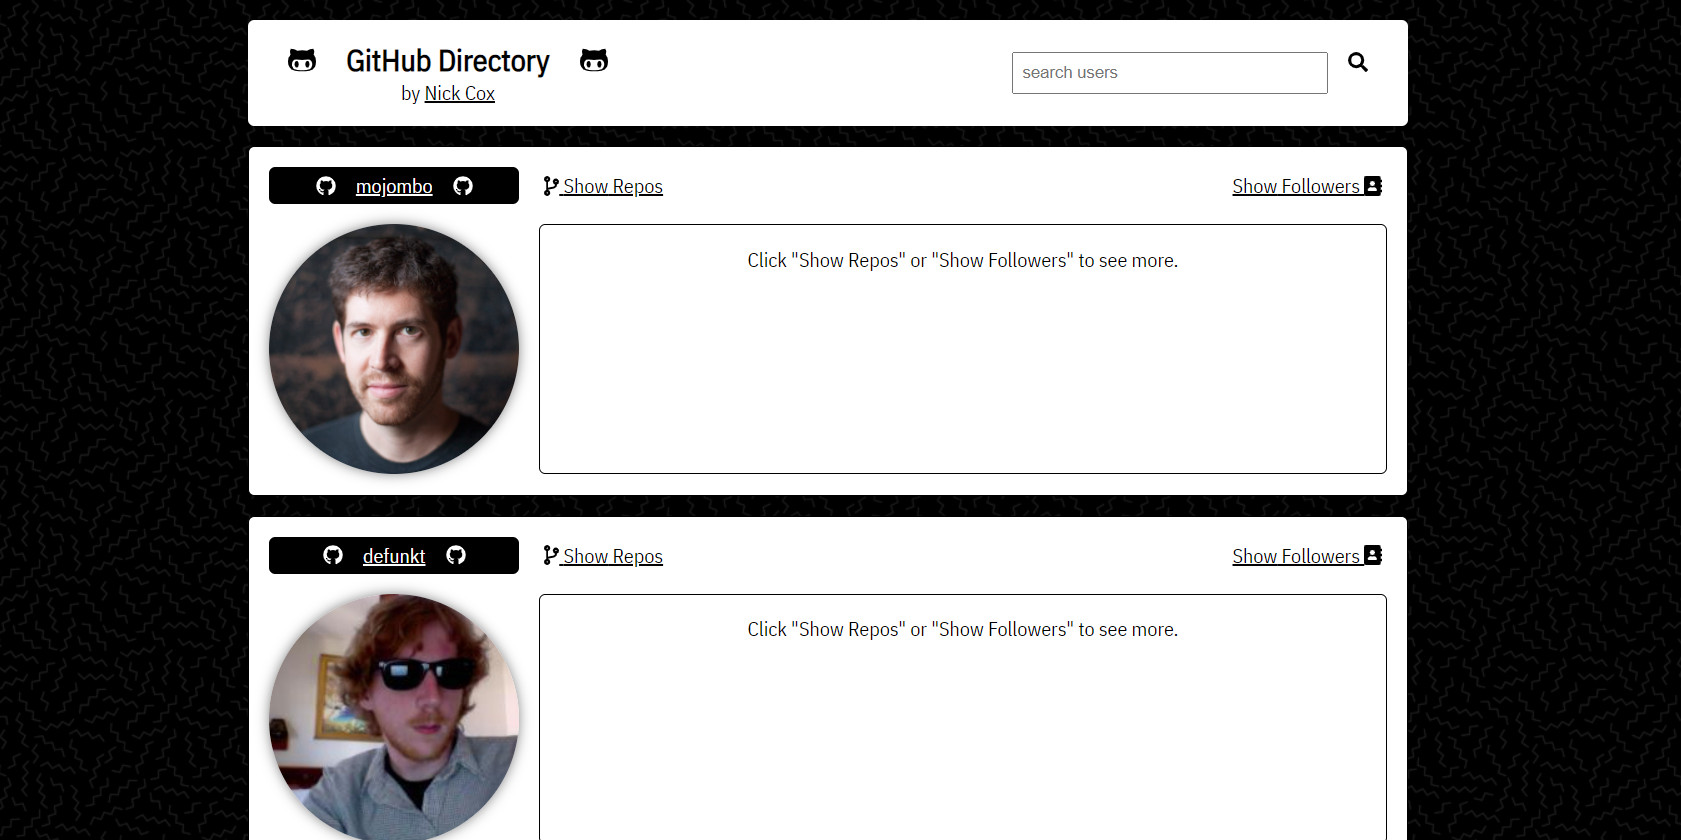 GitHub Directory
by Nick Cox
search users
mojombo
Show Repos
Show Followers
Click "Show Repos" or "Show Followers" to see more.
defunkt
Show Repos
Show Followers
Click "Show Repos" or "Show Followers" to see more.